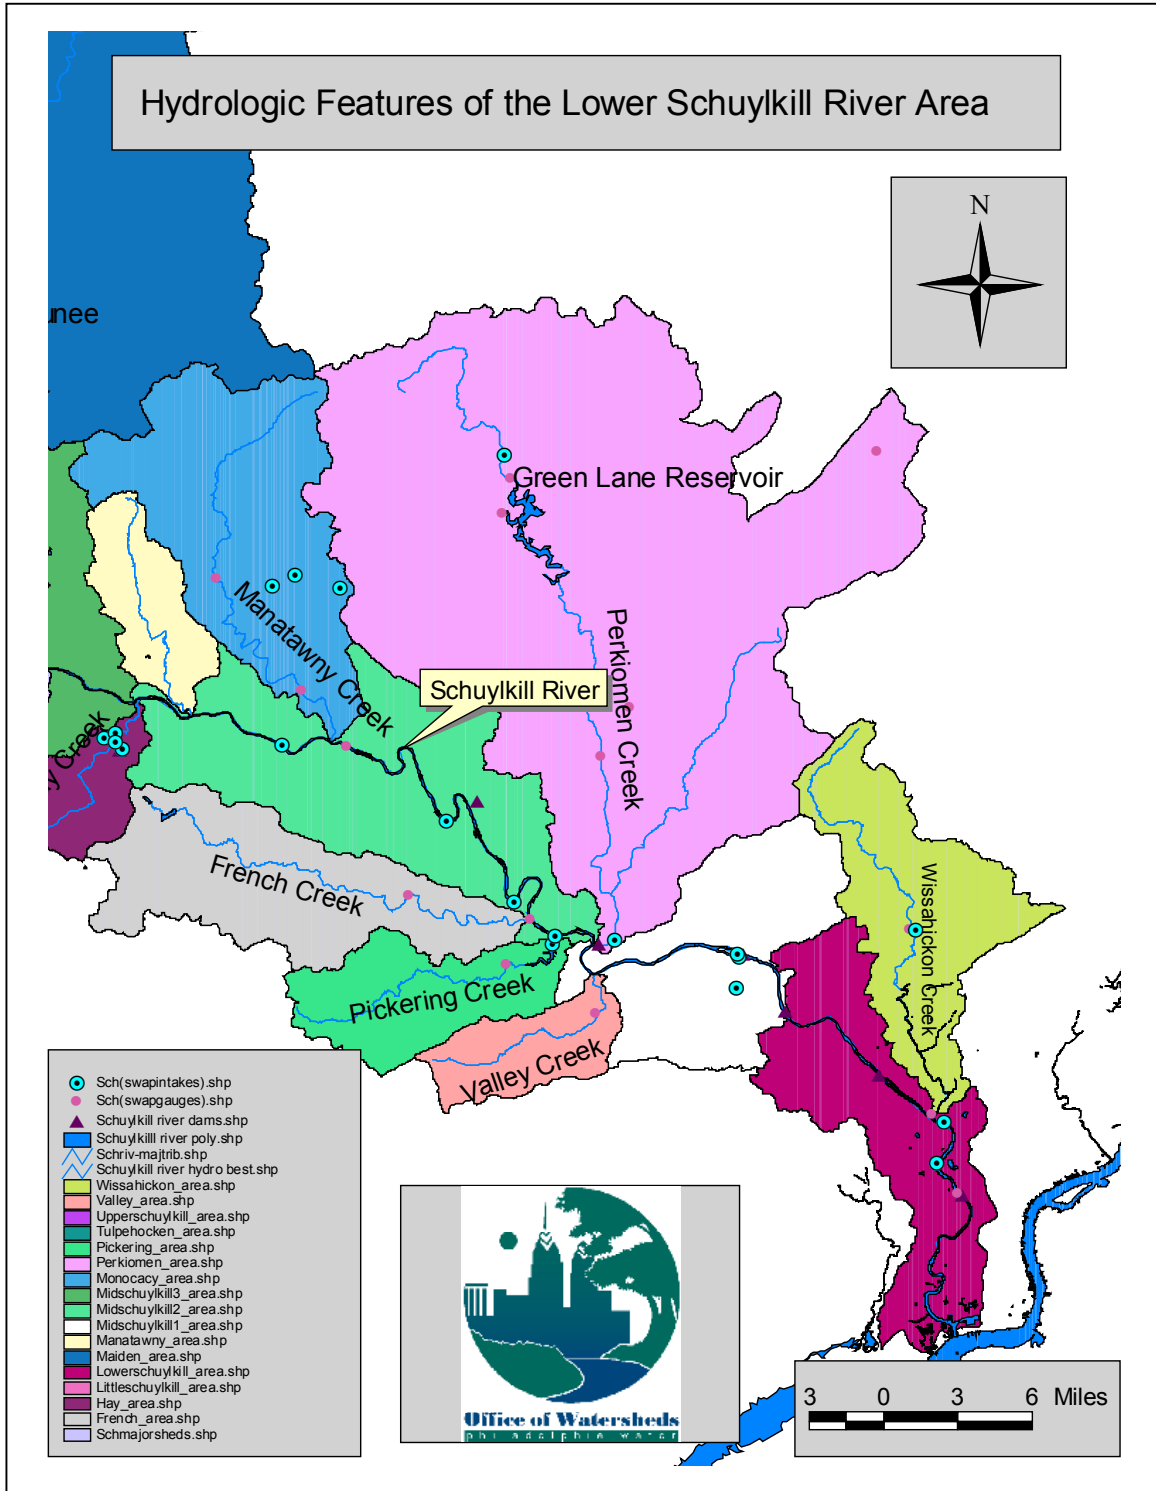 Hydrologic Features of the Lower Schuylkill River Area
N
unee
Green Lane Reservoir
Manatawny Creek
Perkiomen Creek
Schuylkill River
y Creek
French Creek
Wissahickon Creek
Pickering Creek
Valley Creek
Sch(swapintakes).shp
Sch(swapgauges).shp
Schuylkill river dams.shp
Schuylkill river poly.shp
Schriv-majtrib.shp
Schuylkill river hydro best.shp
Wissahickon_area.shp
Valley_area.shp
Upperschuylkill_area.shp
Tulpehocken_area.shp
Pickering_area.shp
Perkiomen_area.shp
Monocacy_area.shp
Midschuylkill3_area.shp
Midschuylkill2_area.shp
Midschuylkill1_area.shp
Manatawny_area.shp
Maiden_area.shp
Lowerschuylkill_area.shp
Littleschuylkill_area.shp
Hay_area.shp
French_area.shp
Schmajorsheds.shp
Office of Watersheds
philadelphia water
3 0 3 6 Miles